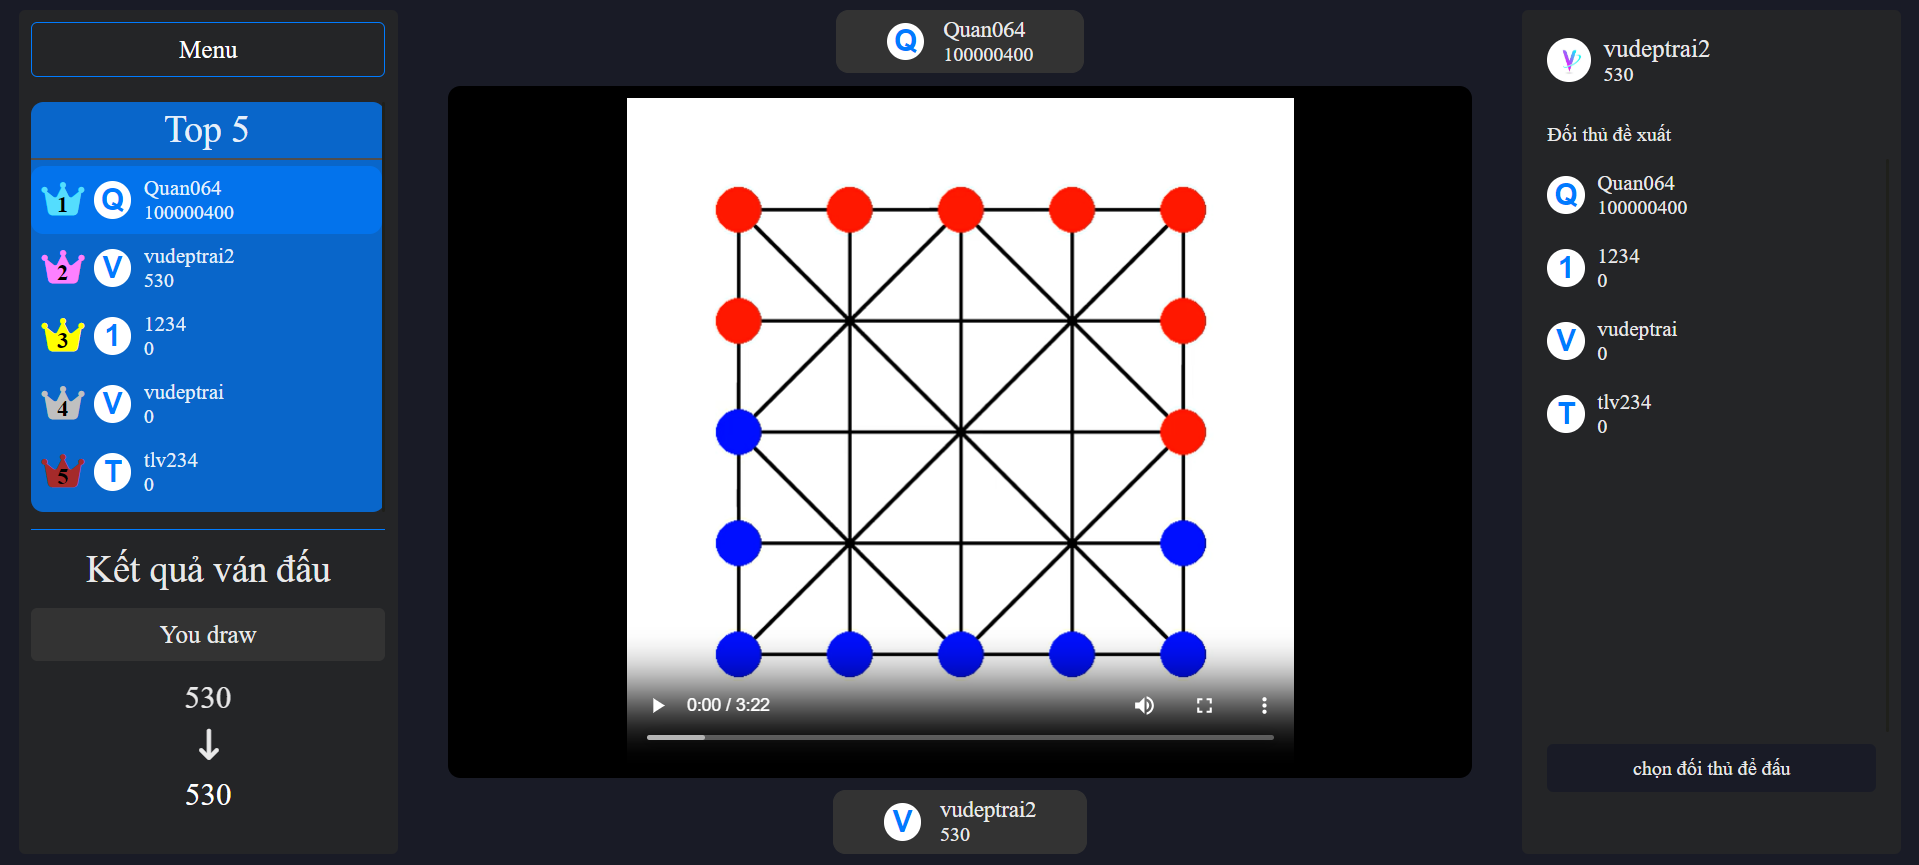 Menu
Top 5
1
Q
Quan064
100000400
2
V
vudeptrai2
530
3
1
1234
0
4
V
vudeptrai
0
5
T
tlv234
0
Kết quả ván đấu
You draw
530
530
Q
Quan064
100000400
0:00 / 3:22
V
vudeptrai2
530
V
vudeptrai2
530
Đối thủ đề xuất
Q
Quan064
100000400
1
1234
0
V
vudeptrai
0
T
tlv234
0
chọn đối thủ để đấu